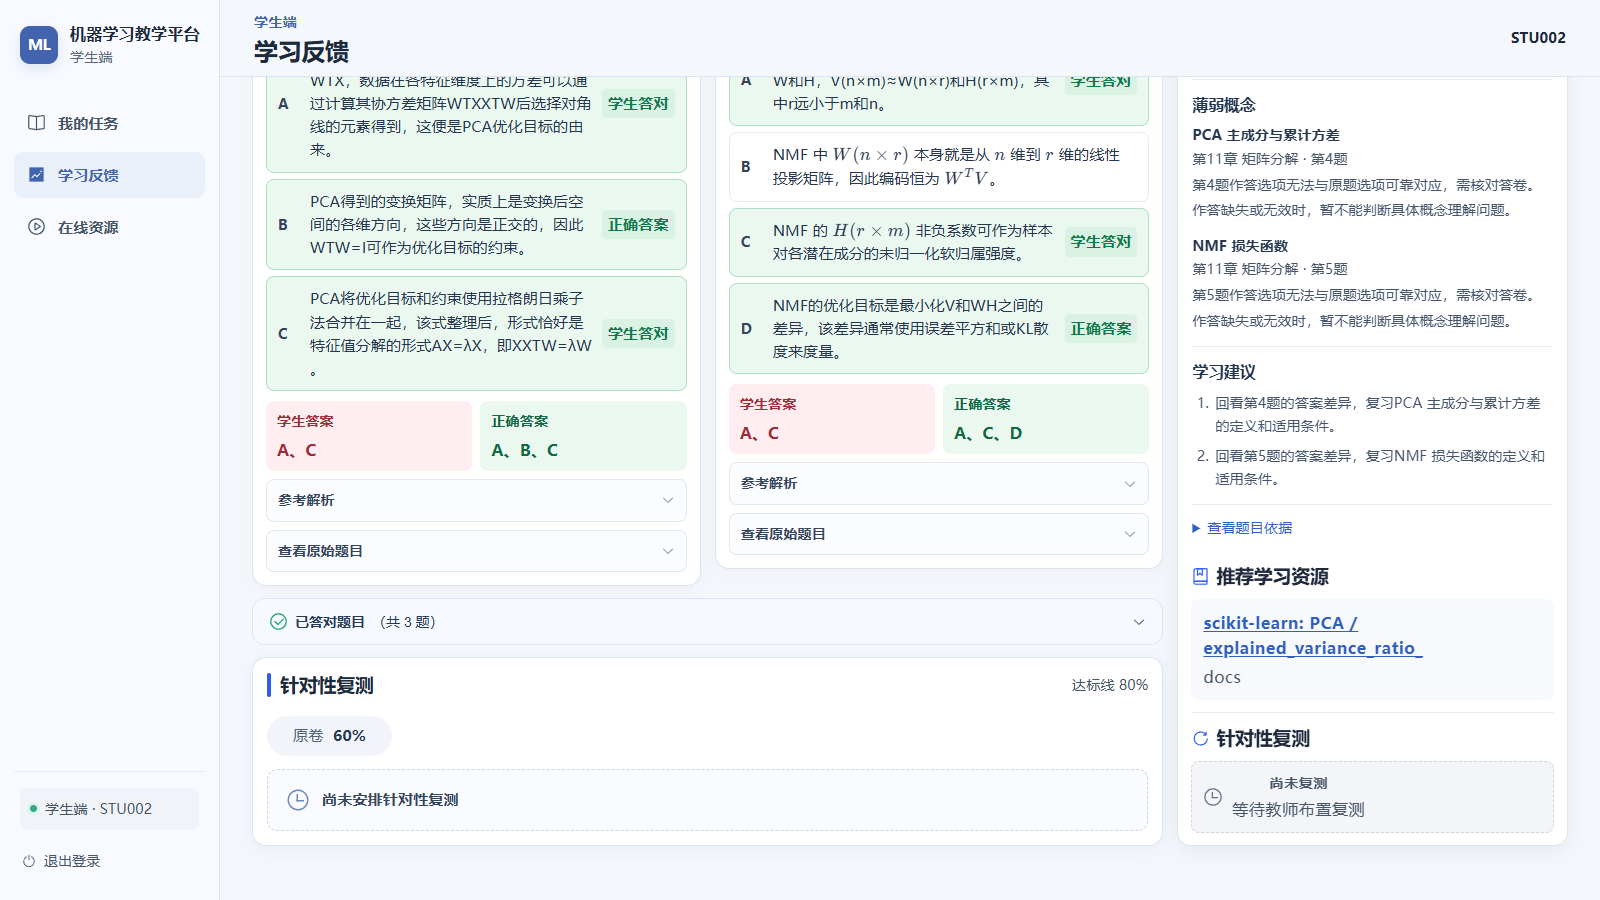 ML
机器学习教学平台
学生端
我的任务
学习反馈
在线资源
学生端 · STU002
退出登录
学生端
学习反馈
STU002
A
WTX，数据在各特征维度上的方差可以通
过计算其协方差矩阵WTXXTW后选择对角
线的元素得到，这便是PCA优化目标的由
来。
学生答对
B
PCA得到的变换矩阵，实质上是变换后空
间的各维方向，这些方向是正交的，因此
WTW=I可作为优化目标的约束。
正确答案
C
PCA将优化目标和约束使用拉格朗日乘子
法合并在一起，该式整理后，形式恰好是
特征值分解的形式AX=λX，即XXTW=λW
。
学生答对
学生答案
A、C
正确答案
A、B、C
参考解析
查看原始题目
A
W和H，V(n×m)≈W(n×r)和H(r×m)，其
中r远小于m和n。
学生答对
B
NMF 中 W(n × r) 本身就是从 n 维到 r 维的线性
投影矩阵，因此编码恒为 WᵀV。
C
NMF 的 H(r × m) 非负系数可作为样本
对各潜在成分的未归一化软归属强度。
学生答对
D
NMF的优化目标是最小化V和WH之间的
差异，该差异通常使用误差平方和或KL散
度来度量。
正确答案
学生答案
A、C
正确答案
A、C、D
参考解析
查看原始题目
已答对题目 （共 3 题）
针对性复测
达标线 80%
原卷 60%
尚未安排针对性复测
薄弱概念
PCA 主成分与累计方差
第11章 矩阵分解 · 第4题
第4题作答选项无法与原题选项可靠对应，需核对答卷。
作答缺失或无效时，暂不能判断具体概念理解问题。
NMF 损失函数
第11章 矩阵分解 · 第5题
第5题作答选项无法与原题选项可靠对应，需核对答卷。
作答缺失或无效时，暂不能判断具体概念理解问题。
学习建议
1. 回看第4题的答案差异，复习PCA 主成分与累计方差
的定义和适用条件。
2. 回看第5题的答案差异，复习NMF 损失函数的定义和
适用条件。
查看题目依据
推荐学习资源
scikit-learn: PCA /
explained_variance_ratio_
docs
针对性复测
尚未复测
等待教师布置复测